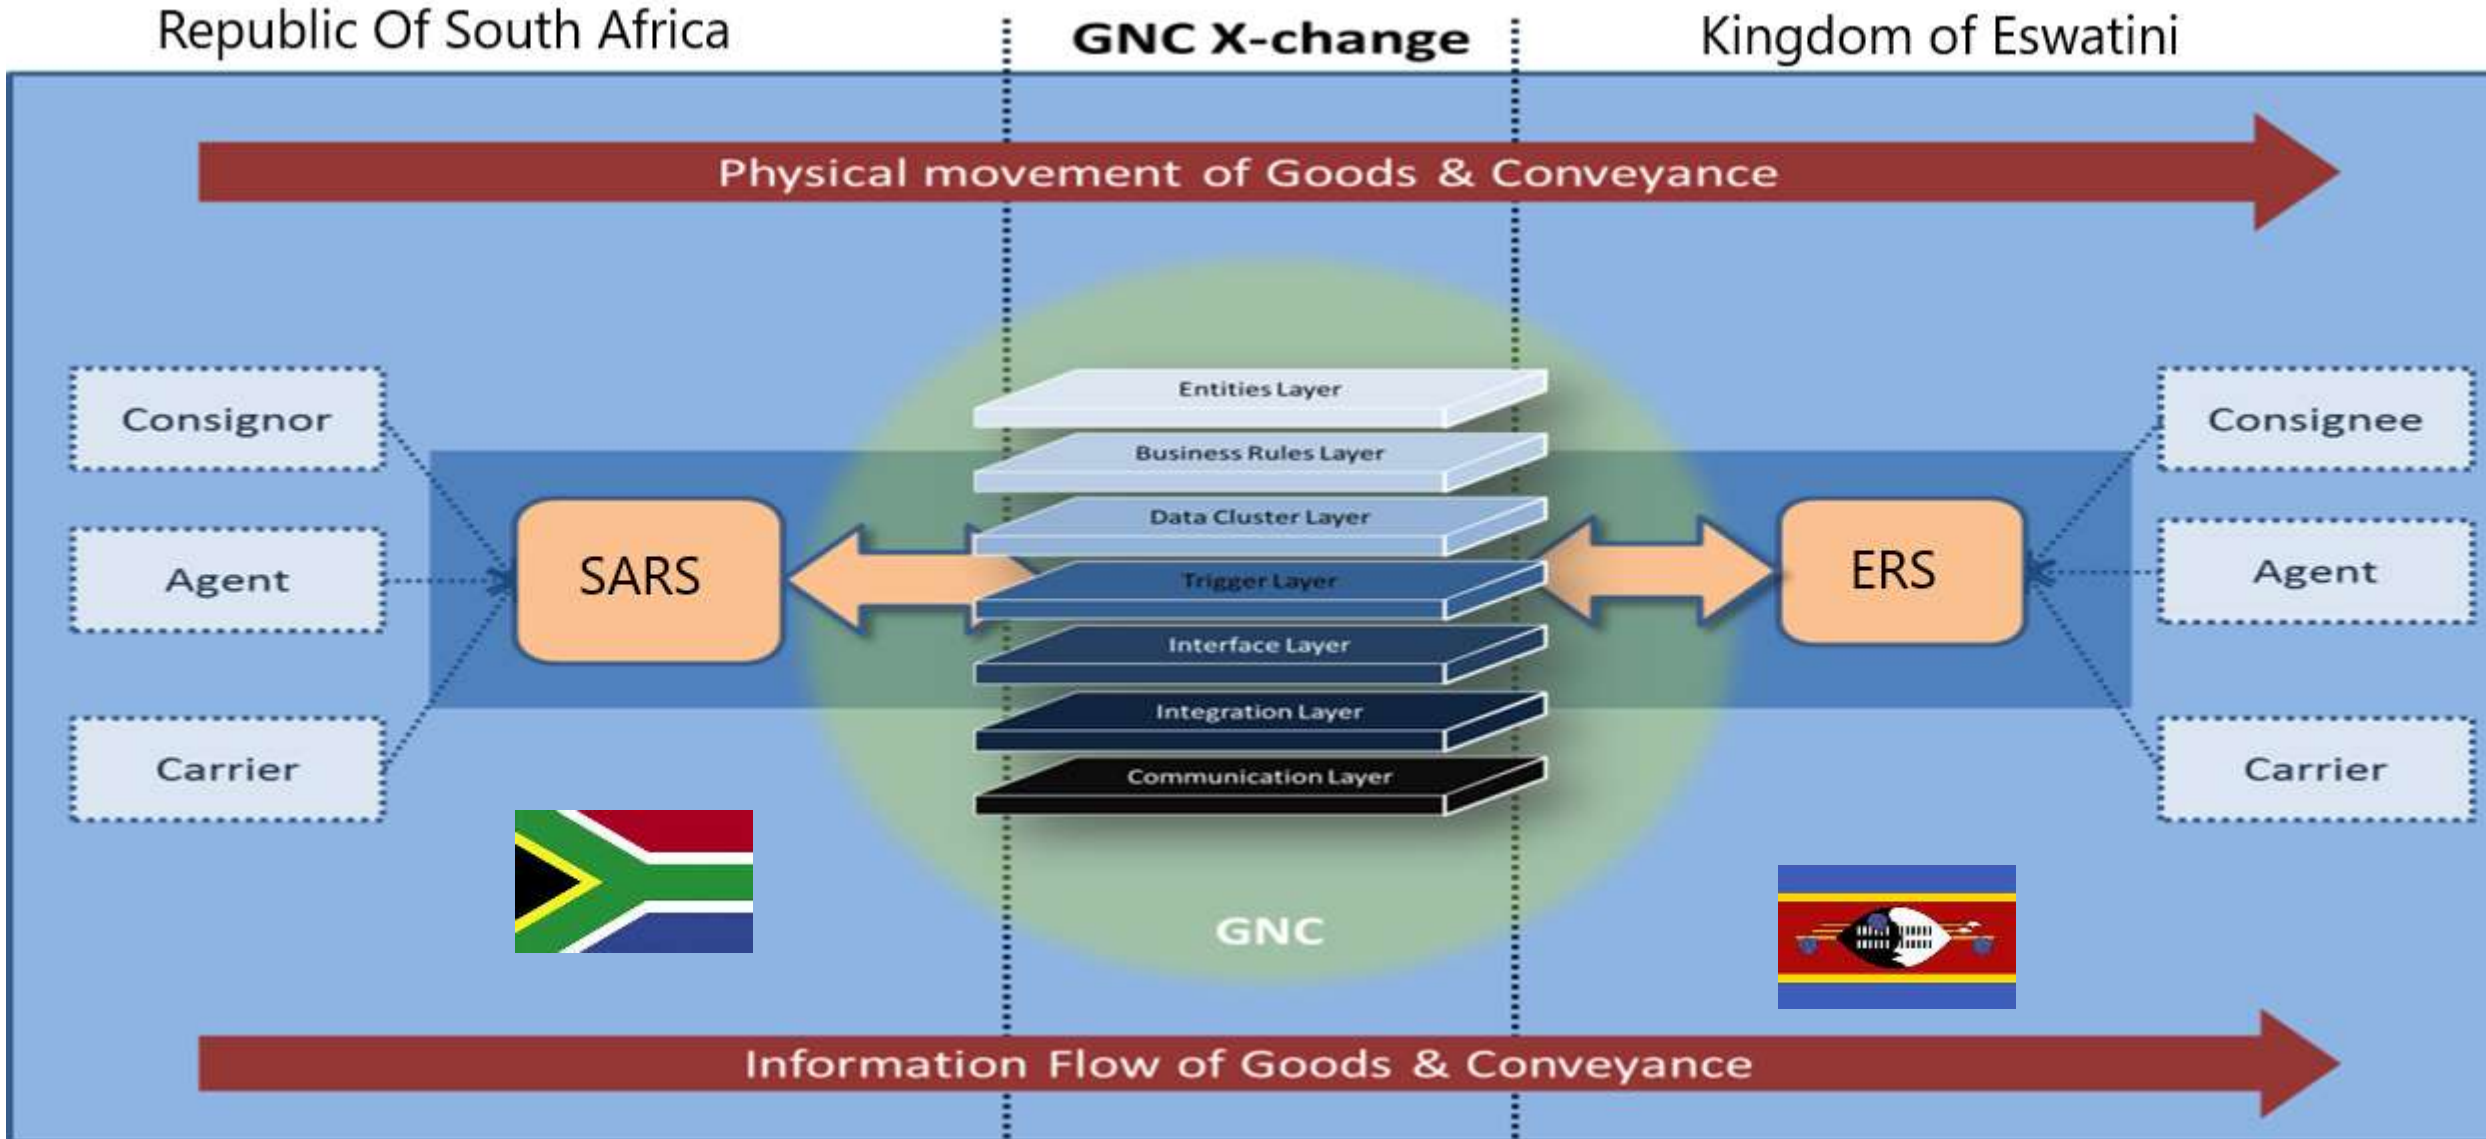 Republic Of South Africa
GNC X-change
Kingdom of Eswatini
Physical movement of Goods & Conveyance
Consignor
Agent
Carrier
SARS
Entities Layer
Business Rules Layer
Data Cluster Layer
Trigger Layer
Interface Layer
Integration Layer
Communication Layer
GNC
ERS
Consignee
Agent
Carrier
Information Flow of Goods & Conveyance